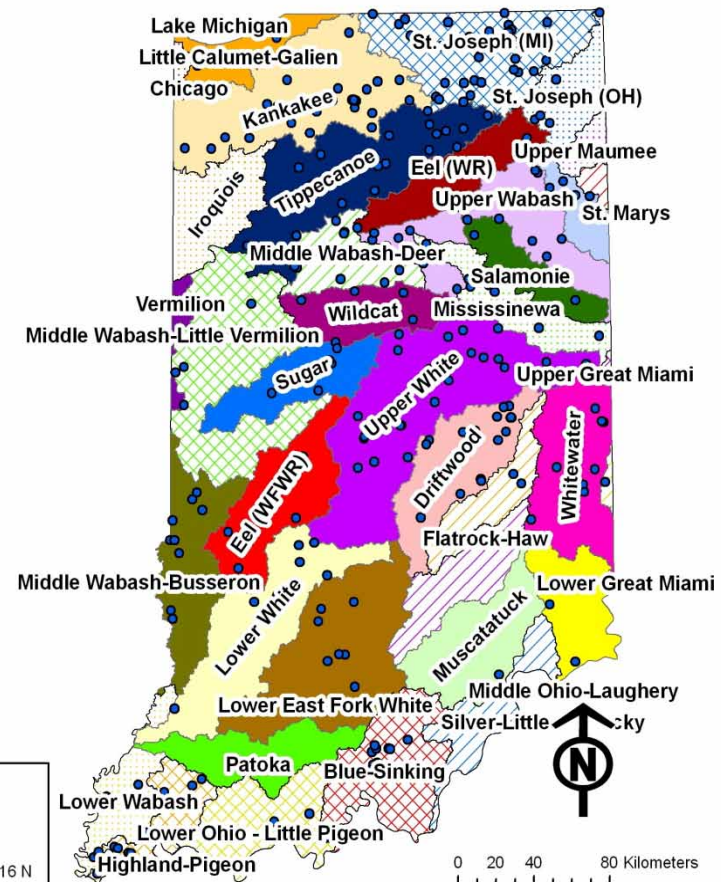 Lake Michigan
St. Joseph (MI)
Little Calumet-Galien
Chicago
Kankakee
St. Joseph (OH)
Upper Maumee
Tippecanoe
Eel (WR)
Iroquois
Upper Wabash
St. Marys
Middle Wabash-Deer
Salamonie
Vermilion
Wildcat
Mississinewa
Middle Wabash-Little Vermilion
Sugar
Upper White
Upper Great Miami
Driftwood
Whitewater
Eel (WFWR)
Flatrock-Haw
Middle Wabash-Busseron
Lower Great Miami
Lower White
Muscatatuck
Middle Ohio-Laughery
Lower East Fork White
Silver-Little cky
Patoka
Blue-Sinking
N
Lower Wabash
Lower Ohio - Little Pigeon
Highland-Pigeon
16 N
0 20 40 80 Kilometers